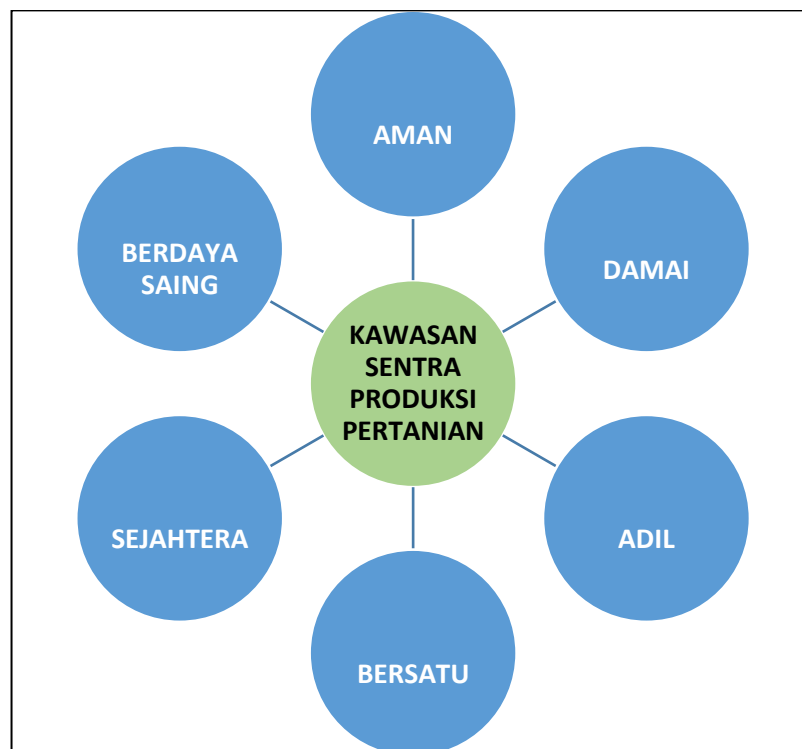 AMAN
BERDAYA
SAING
DAMAI
KAWASAN
SENTRA
PRODUKSI
PERTANIAN
SEJAHTERA
ADIL
BERSATU